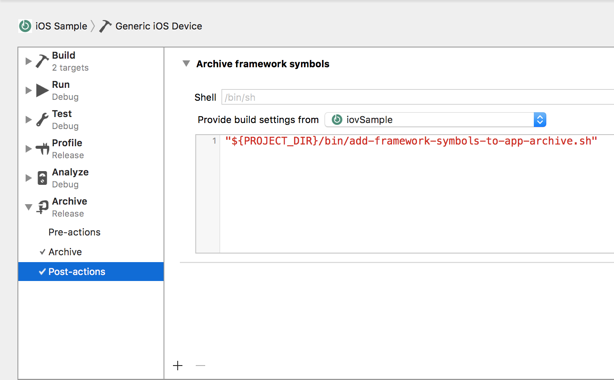 iOS Sample
Generic iOS Device
Build
2 targets
Run
Debug
Test
Debug
Profile
Release
Analyze
Debug
Archive
Release
Pre-actions
Archive
Post-actions
Archive framework symbols
Shell /bin/sh
Provide build settings from iovSample
1 "${PROJECT_DIR}/bin/add-framework-symbols-to-app-archive.sh"